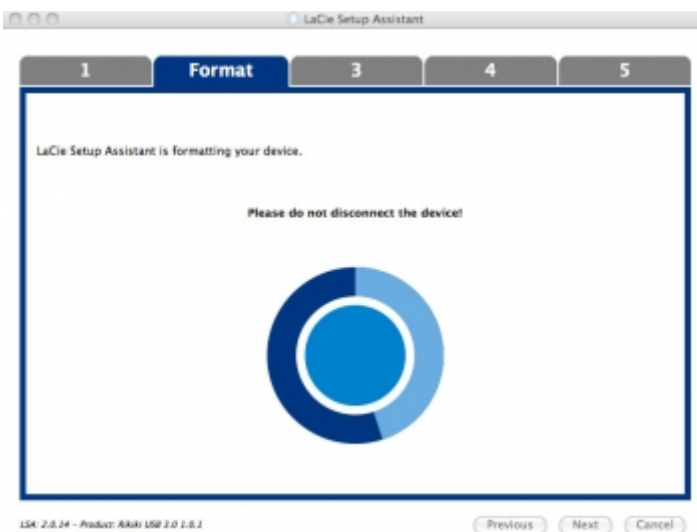 LaCie Setup Assistant
1 Format 3 4 5
LaCie Setup Assistant is formatting your device.
Please do not disconnect the device!
LSA: 2.0.14 - Product: Rikiki USB 3.0 1.0.1
Previous Next Cancel